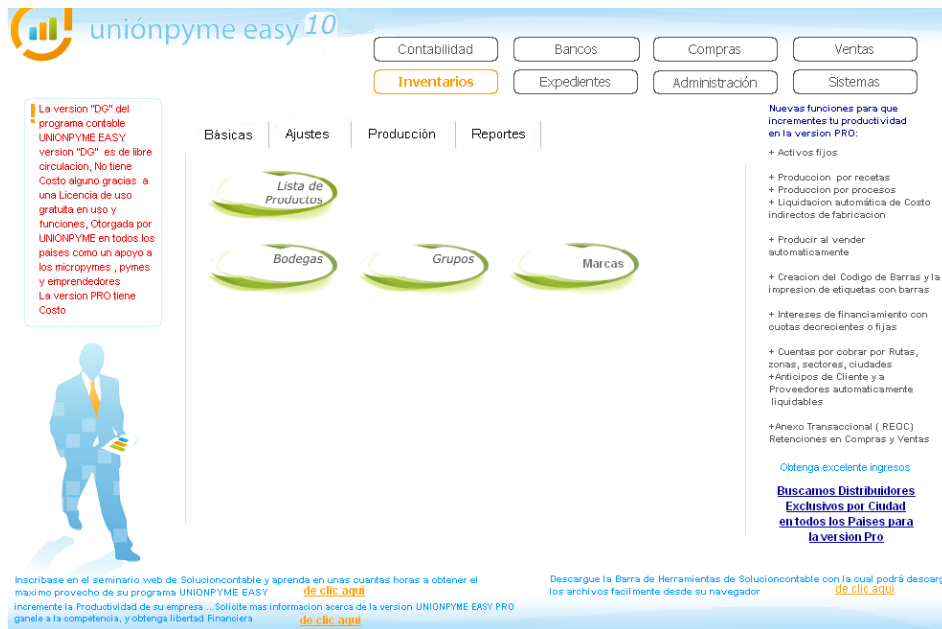 uniónpyme easy 10
Contabilidad
Bancos
Compras
Ventas
Inventarios
Expedientes
Administración
Sistemas
La version "DG" del
programa contable
UNIONPYME EASY
version "DG" es de libre
circulacion, No tiene
Costo alguno gracias a
una Licencia de uso
gratuita en uso y
funciones, Otorgada por
UNIONPYME en todos los
paises como un apoyo a
los micropymes , pymes
y emprendedores
La version PRO tiene
Costo
Básicas
Ajustes
Producción
Reportes
Lista de
Productos
Bodegas
Grupos
Marcas
Nuevas funciones para que
incrementes tu productividad
en la version PRO:
+ Activos fijos
+ Produccion por recetas
+ Produccion por procesos
+ Liquidacion automática de Costo
indirectos de fabricacion
+ Producir al vender
automaticamente
+ Creacion del Codigo de Barras y la
impresion de etiquetas con barras
+ Intereses de financiamiento con
cuotas decrecientes o fijas
+ Cuentas por cobrar por Rutas,
zonas, sectores, ciudades
+Anticipos de Cliente y a
Proveedores automaticamente
liquidables
+Anexo Transaccional ( REOC)
Retenciones en Compras y Ventas
Obtenga excelente ingresos
Buscamos Distribuidores
Exclusivos por Ciudad
en todos los Paises para
la version Pro
Inscribase en el seminario web de Solucioncontable y aprenda en unas cuantas horas a obtener el
maximo provecho de su programa UNIONPYME EASY de clic aqui
incremente la Productividad de su empresa ...Solicite mas informacion acerca de la version UNIONPYME EASY PRO
ganele a la competencia, y obtenga libertad Financiera de clic aqui
Descargue la Barra de Herramientas de Solucioncontable con la cual podrá descarg
los archivos facilmente desde su navegador de clic aqui